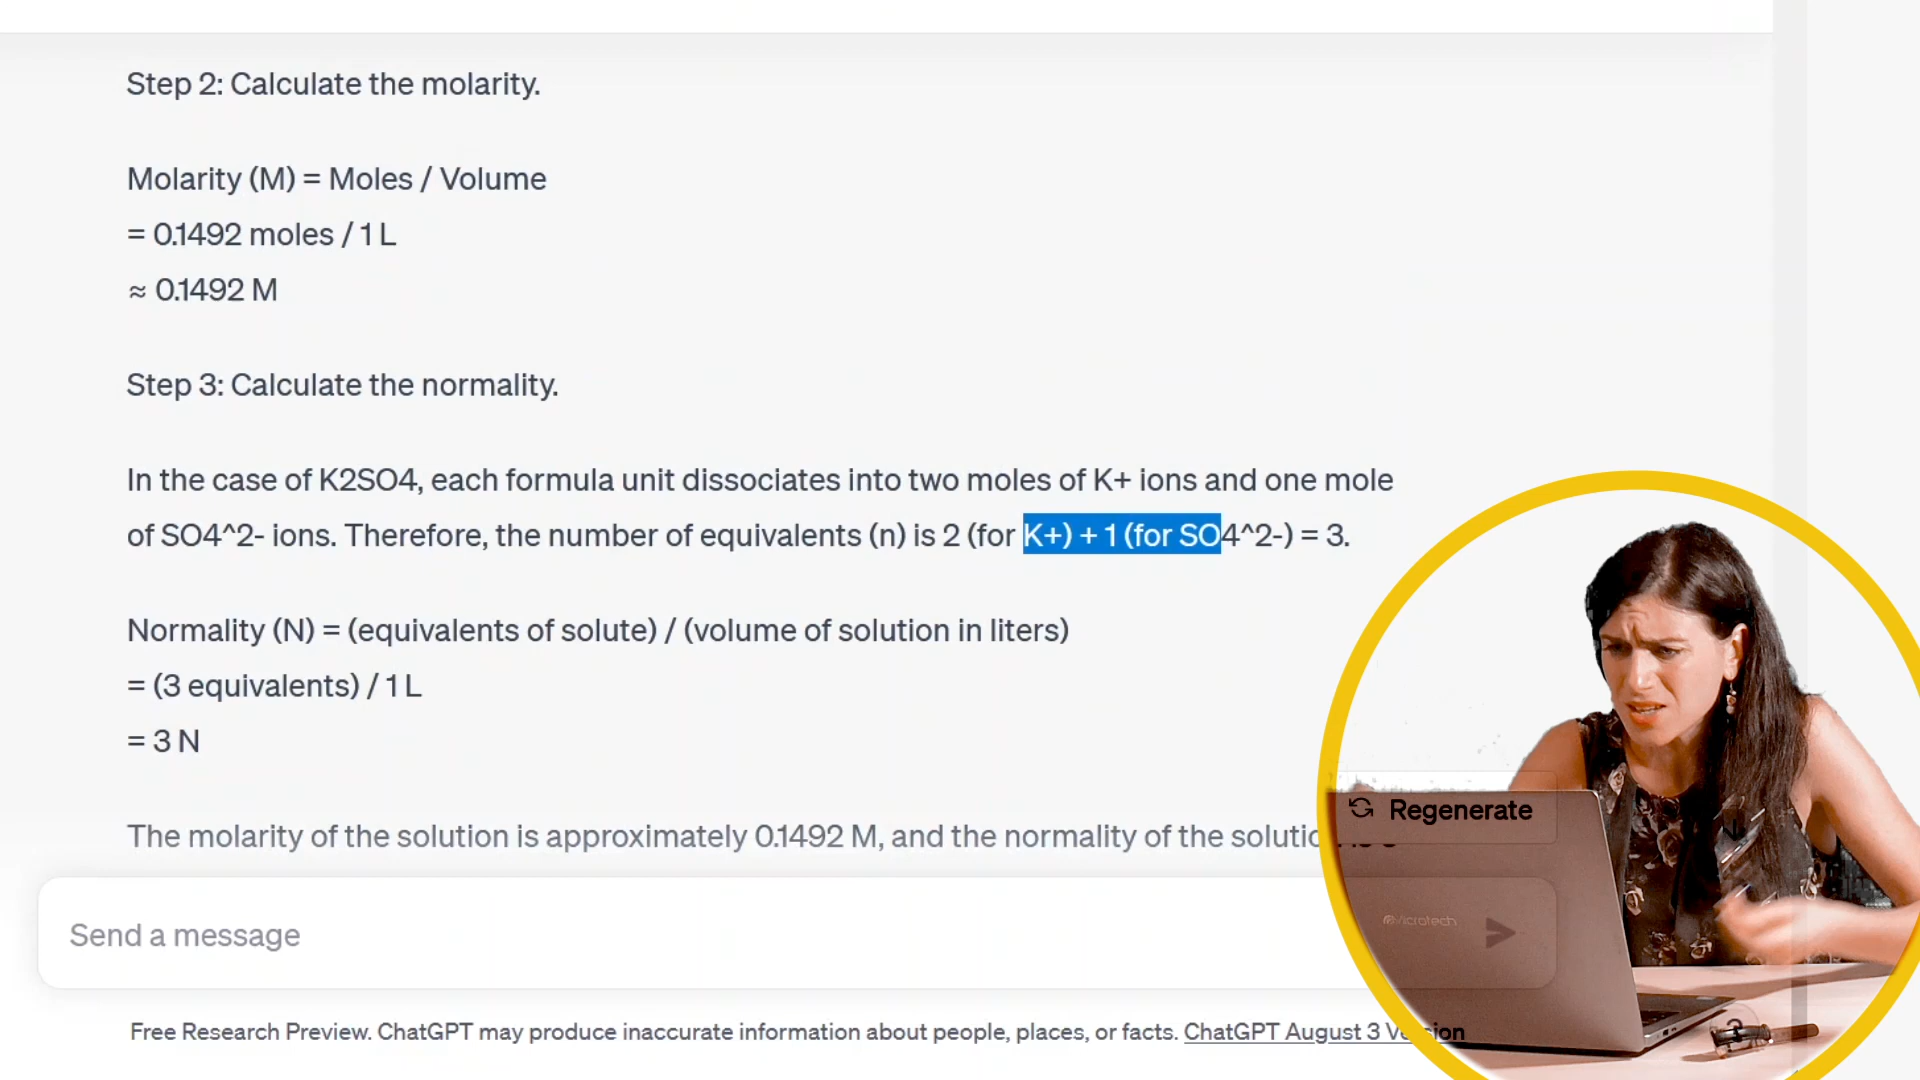 Step 2: Calculate the molarity.
Molarity (M) = Moles / Volume
= 0.1492 moles / 1 L
≈ 0.1492 M
Step 3: Calculate the normality.
In the case of K2SO4, each formula unit dissociates into two moles of K+ ions and one mole
of SO4^2- ions. Therefore, the number of equivalents (n) is 2 (for K+) + 1 (for SO4^2-) = 3.
Normality (N) = (equivalents of solute) / (volume of solution in liters)
= (3 equivalents) / 1 L
= 3 N
The molarity of the solution is approximately 0.1492 M, and the normality of the
Regenerate
Send a message
Free Research Preview. ChatGPT may produce inaccurate information about people, places, or facts. ChatGPT August 3